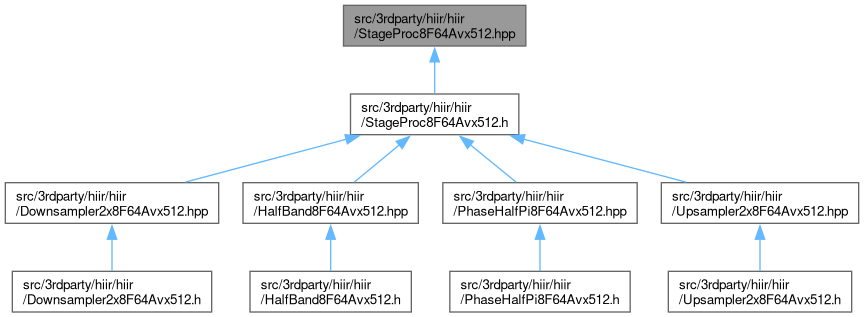 src/3rdparty/hiir/hiir
/StageProc8F64Avx512.hpp
src/3rdparty/hiir/hiir
/StageProc8F64Avx512.h
src/3rdparty/hiir/hiir
/Downsampler2x8F64Avx512.hpp
src/3rdparty/hiir/hiir
/HalfBand8F64Avx512.hpp
src/3rdparty/hiir/hiir
/PhaseHalfPi8F64Avx512.hpp
src/3rdparty/hiir/hiir
/Upsampler2x8F64Avx512.hpp
src/3rdparty/hiir/hiir
/Downsampler2x8F64Avx512.h
src/3rdparty/hiir/hiir
/HalfBand8F64Avx512.h
src/3rdparty/hiir/hiir
/PhaseHalfPi8F64Avx512.h
src/3rdparty/hiir/hiir
/Upsampler2x8F64Avx512.h